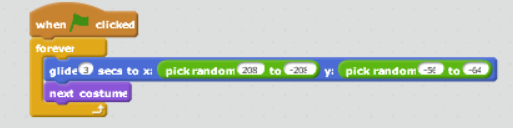 when clicked
forever
glide 3 secs to x: pick random 208 to -208 y: pick random to -64
next costume